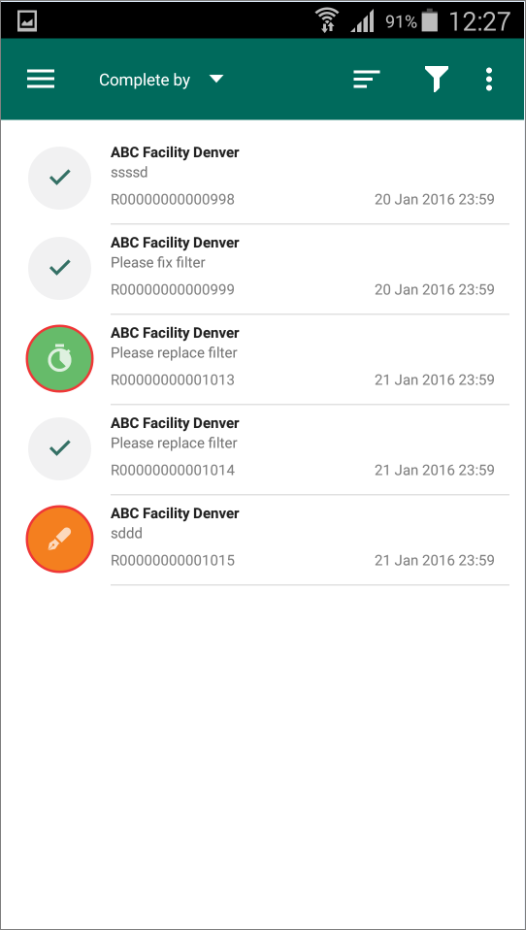 91% 12:27
Complete by
ABC Facility Denver
ssssd
R00000000000998 20 Jan 2016 23:59
ABC Facility Denver
Please fix filter
R00000000000999 20 Jan 2016 23:59
ABC Facility Denver
Please replace filter
R00000000001013 21 Jan 2016 23:59
ABC Facility Denver
Please replace filter
R00000000001014 21 Jan 2016 23:59
ABC Facility Denver
sddd
R00000000001015 21 Jan 2016 23:59